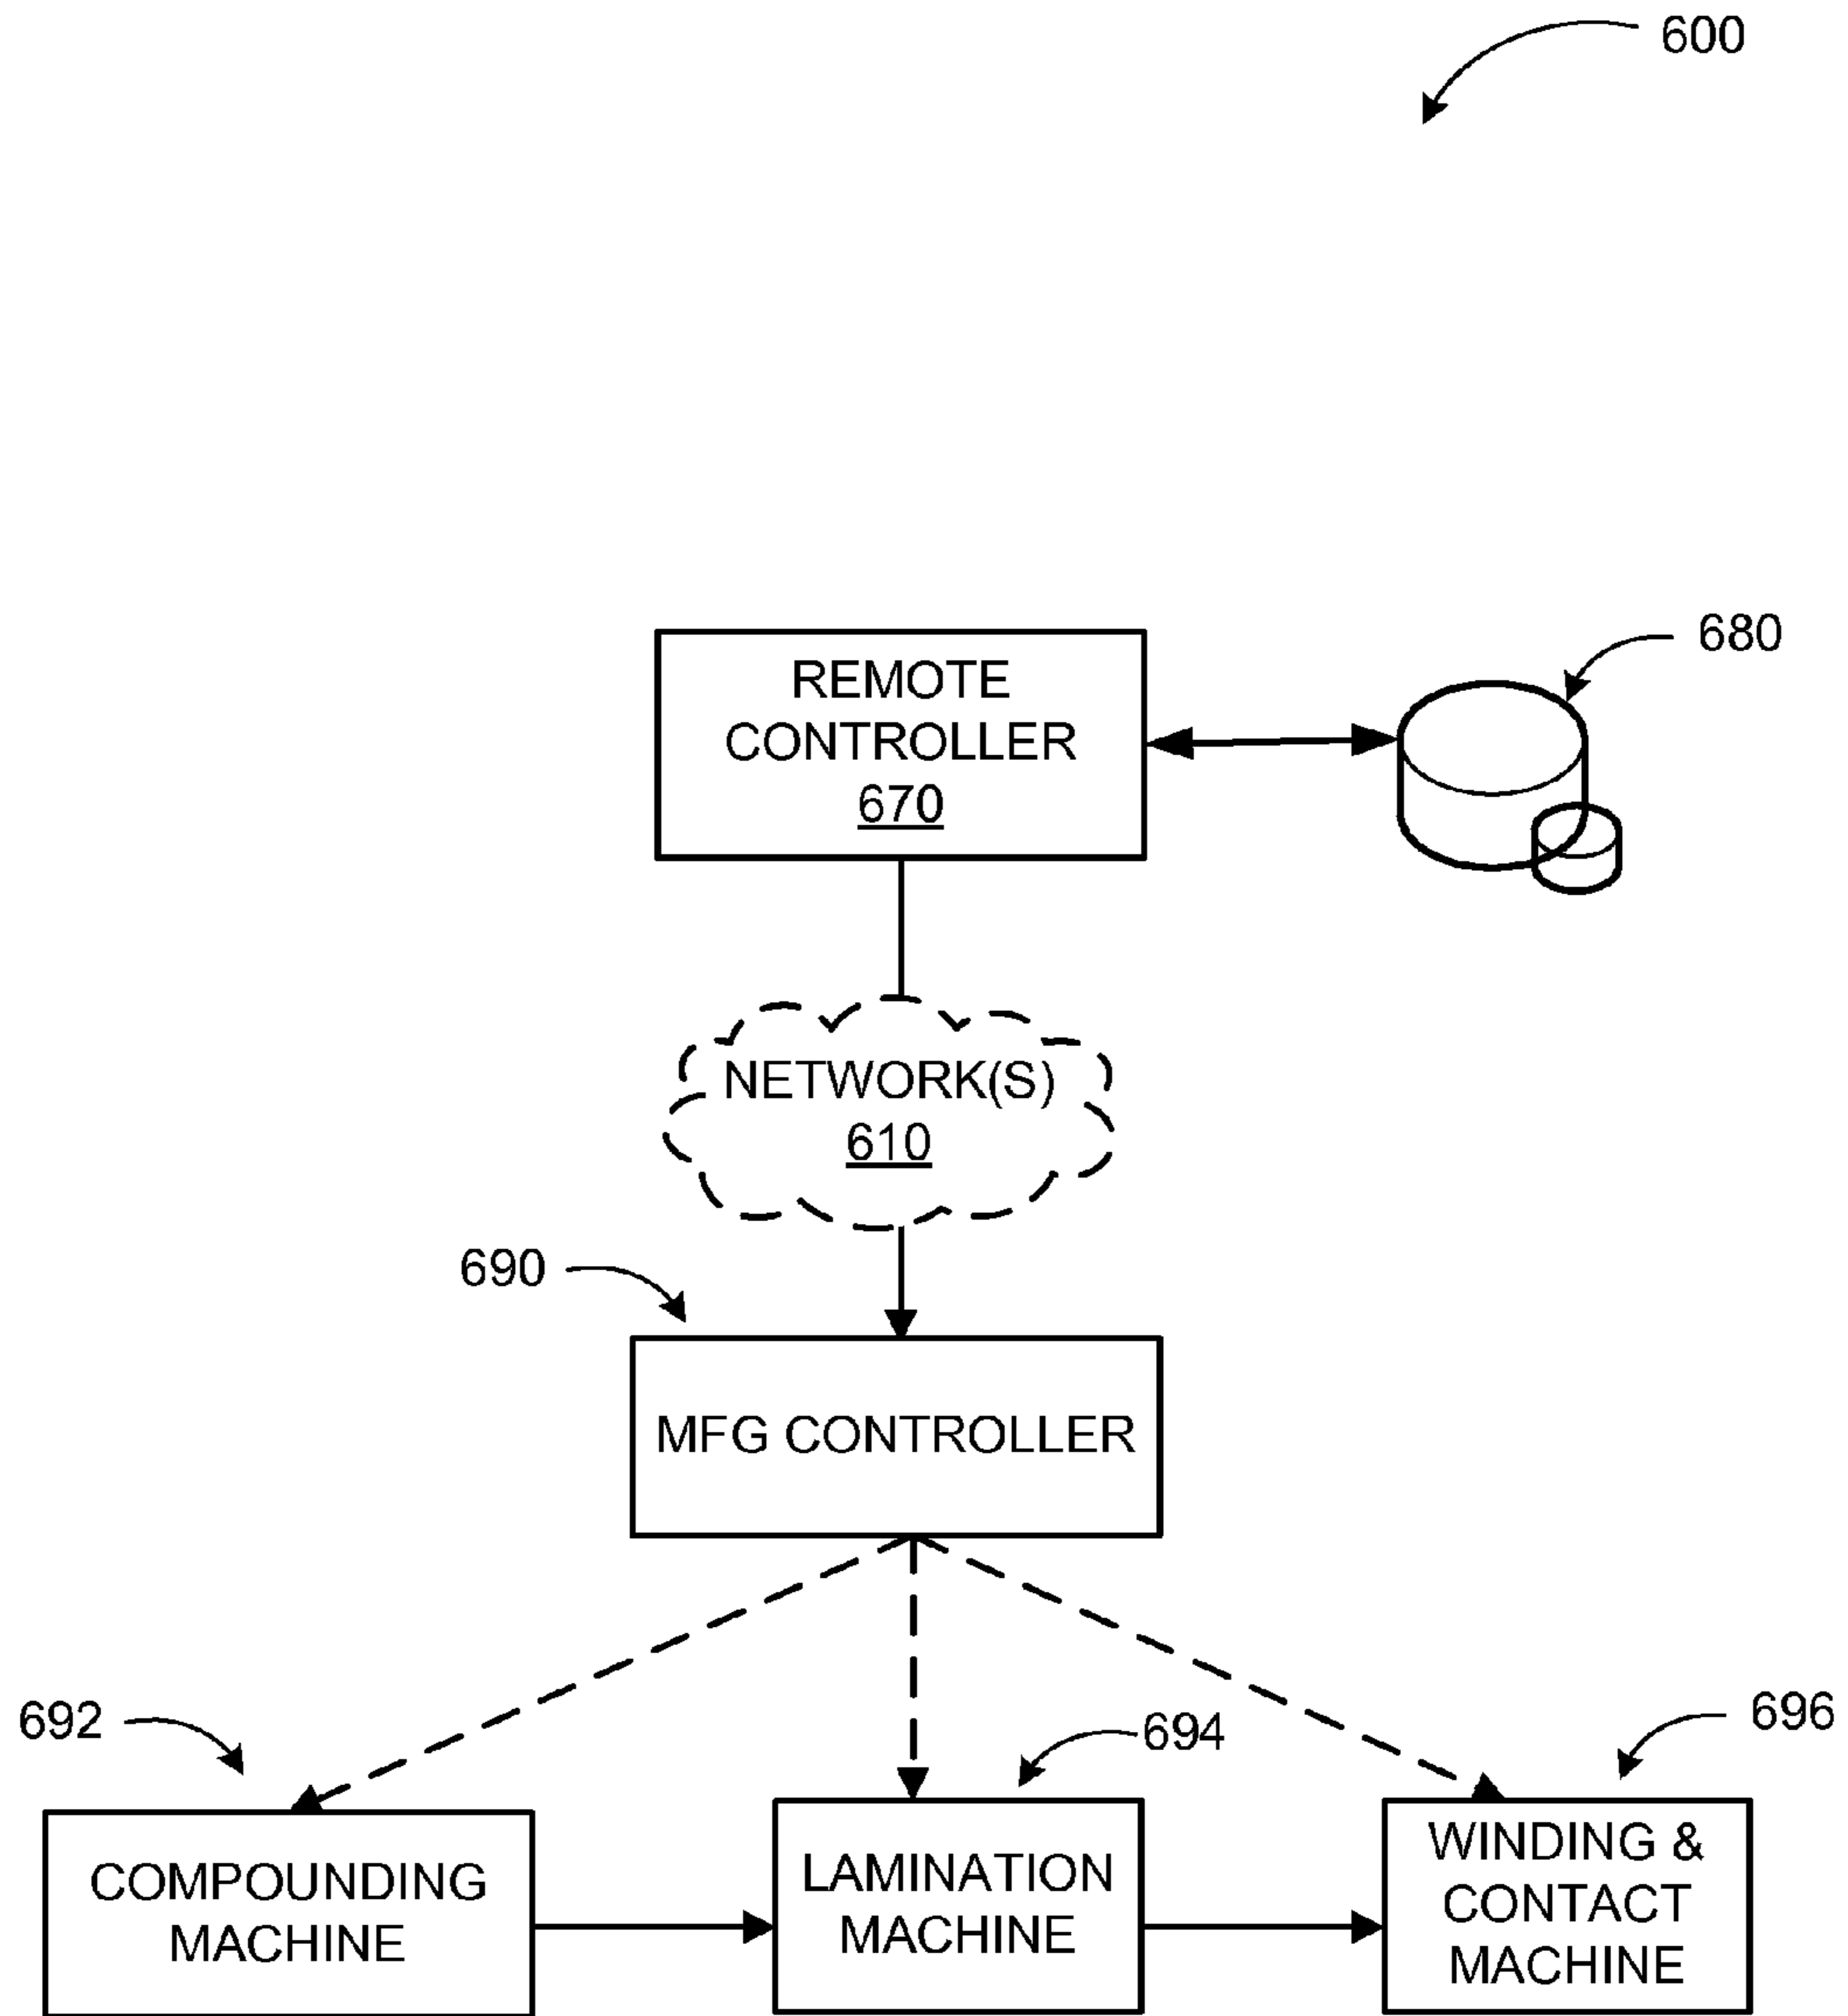 600
REMOTE
CONTROLLER
670
680
NETWORK(S)
610
690
MFG CONTROLLER
692
694
696
COMPOUNDING
MACHINE
LAMINATION
MACHINE
WINDING &
CONTACT
MACHINE